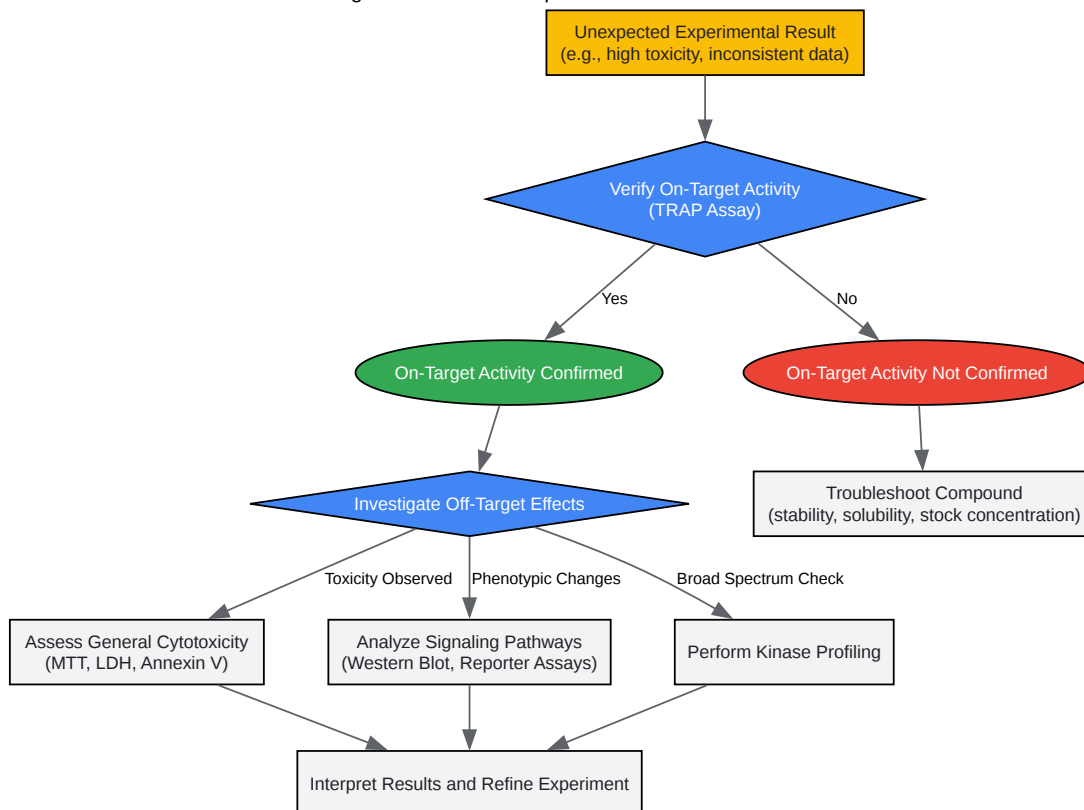 Unexpected Experimental Result
(e.g., high toxicity, inconsistent data)
Verify On-Target Activity
(TRAP Assay)
Yes
No
On-Target Activity Confirmed
On-Target Activity Not Confirmed
Investigate Off-Target Effects
Troubleshoot Compound
(stability, solubility, stock concentration)
Toxicity Observed
Phenotypic Changes
Broad Spectrum Check
Assess General Cytotoxicity
(MTT, LDH, Annexin V)
Analyze Signaling Pathways
(Western Blot, Reporter Assays)
Perform Kinase Profiling
Interpret Results and Refine Experiment